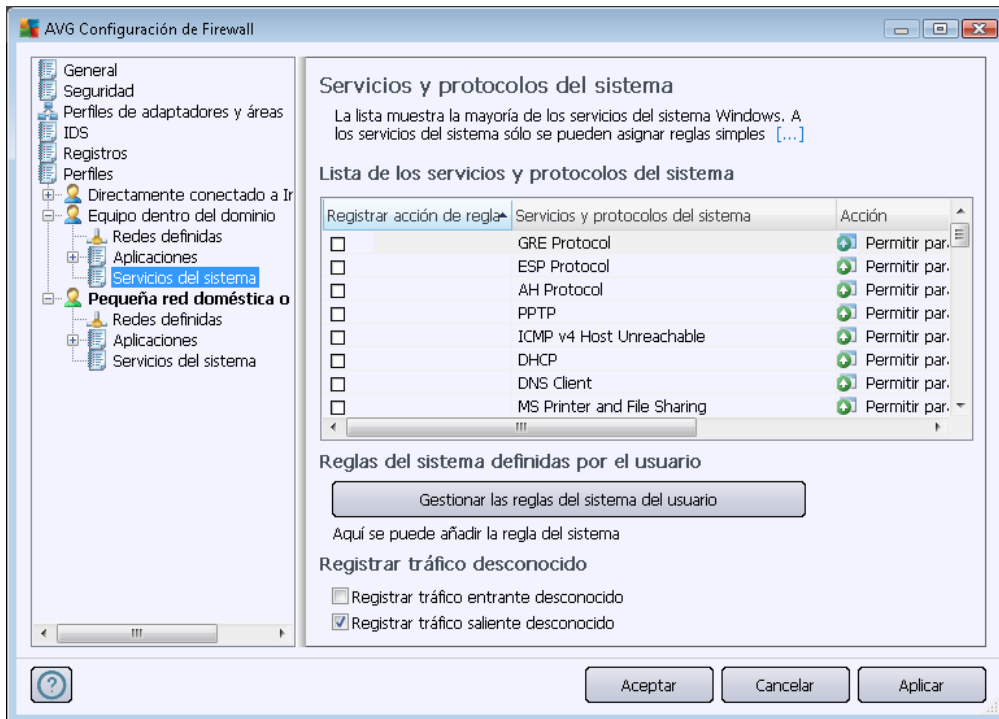 AVG Configuración de Firewall
General
Seguridad
Perfiles de adaptadores y áreas
IDS
Registros
Perfiles
Directamente conectado a Ir
Equipo dentro del dominio
Redes definidas
Aplicaciones
Servicios del sistema
Pequeña red doméstica o
Redes definidas
Aplicaciones
Servicios del sistema
Servicios y protocolos del sistema
La lista muestra la mayoría de los servicios del sistema Windows. A
los servicios del sistema sólo se pueden asignar reglas simples [...]
Lista de los servicios y protocolos del sistema
Registrar acción de regla Servicios y protocolos del sistema Acción
GRE Protocol Permitir par
ESP Protocol Permitir par
AH Protocol Permitir par
PPTP Permitir par
ICMP v4 Host Unreachable Permitir par
DHCP Permitir par
DNS Client Permitir par
MS Printer and File Sharing Permitir par
Reglas del sistema definidas por el usuario
Gestionar las reglas del sistema del usuario
Aquí se puede añadir la regla del sistema
Registrar tráfico desconocido
Registrar tráfico entrante desconocido
Registrar tráfico saliente desconocido
Aceptar Cancelar Aplicar